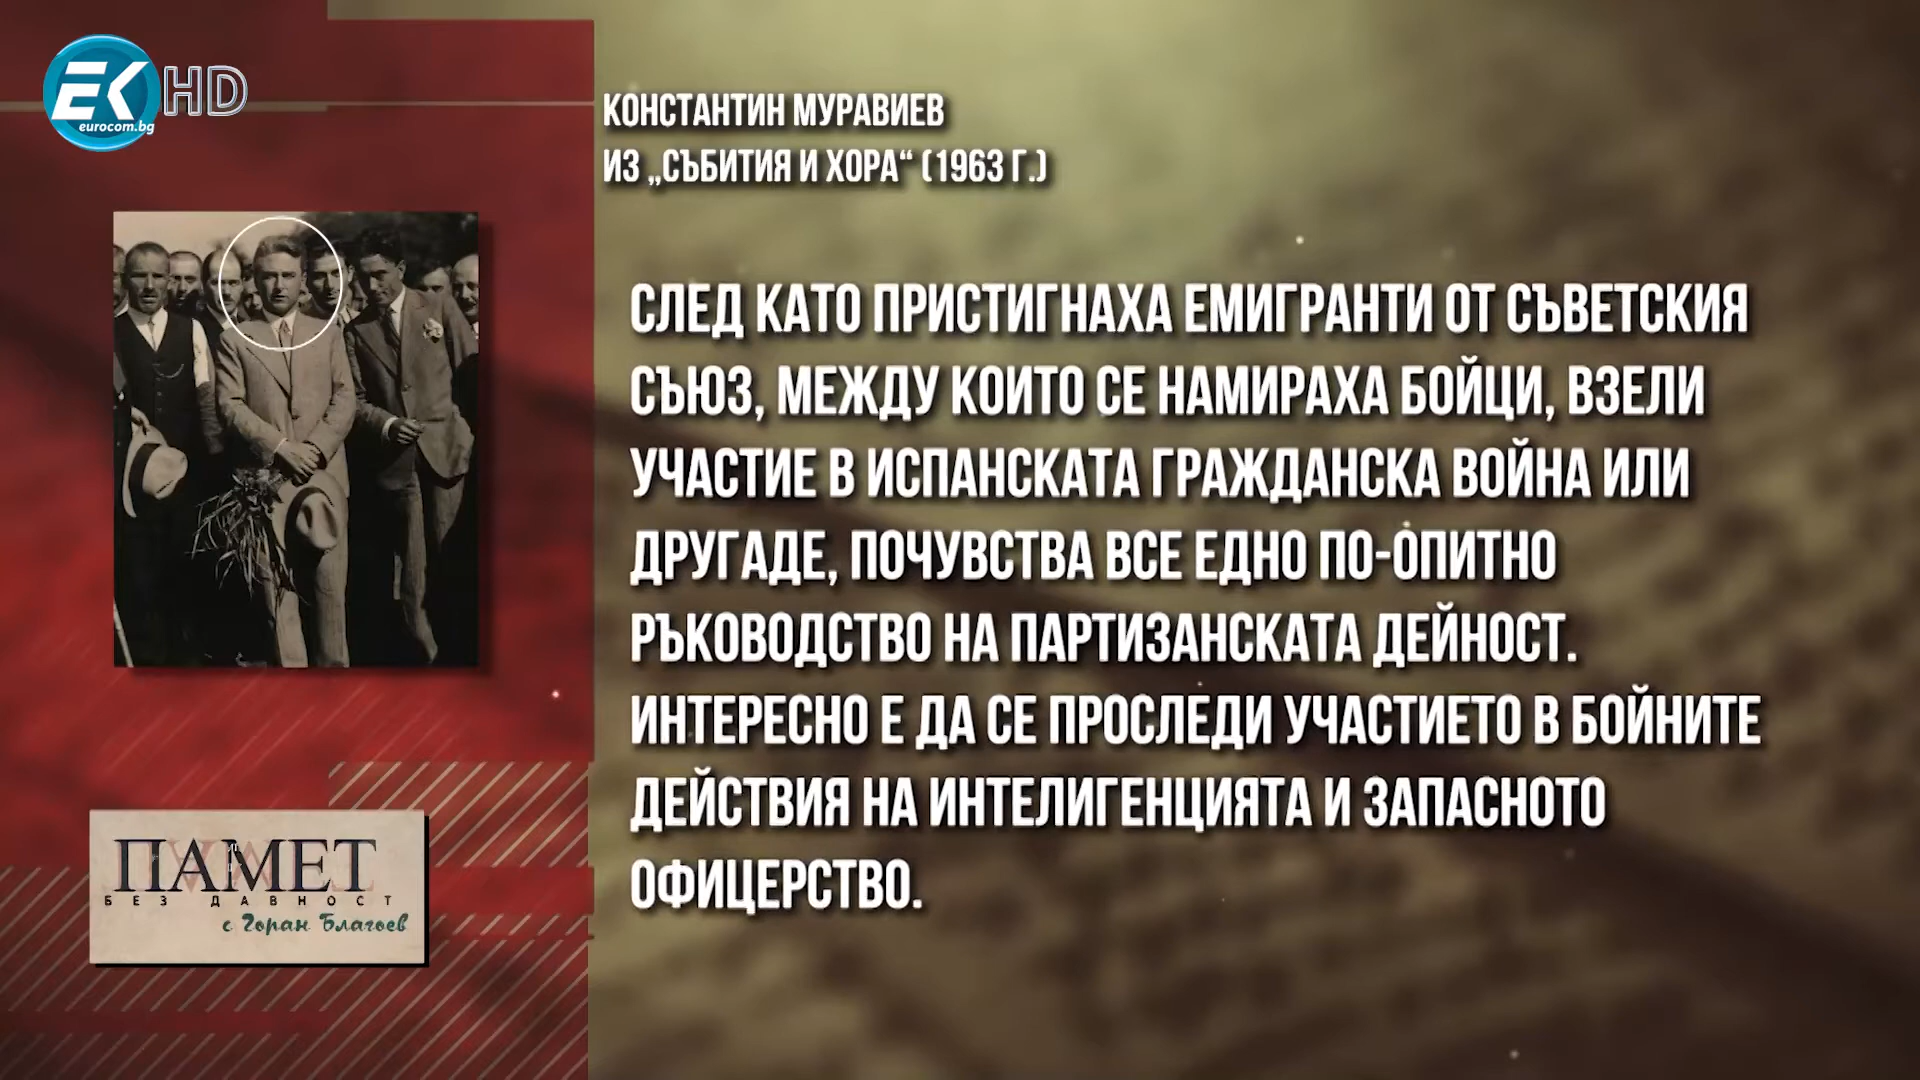 EK HD
eurocom.bg
КОНСТАНТИН МУРАВИЕВ
ИЗ „СЪБИТИЯ И ХОРА“ (1963 Г.)
СЛЕД КАТО ПРИСТИГНАХА ЕМИГРАНТИ ОТ СЪВЕТСКИЯ
СЪЮЗ, МЕЖДУ КОИТО СЕ НАМИРАХА БОЙЦИ, ВЗЕЛИ
УЧАСТИЕ В ИСПАНСКАТА ГРАЖДАНСКА ВОЙНА ИЛИ
ДРУГАДЕ, ПОЧУВСТВА ВСЕ ЕДНО ПО-ОПИТНО
РЪКОВОДСТВО НА ПАРТИЗАНСКАТА ДЕЙНОСТ.
ИНТЕРЕСНО Е ДА СЕ ПРОСЛЕДИ УЧАСТИЕТО В БОЙНИТЕ
ДЕЙСТВИЯ НА ИНТЕЛИГЕНЦИЯТА И ЗАПАСНОТО
ОФИЦЕРСТВО.
ПАМЕТ
БЕЗ ДАВНОСТ
с Горан Благоев